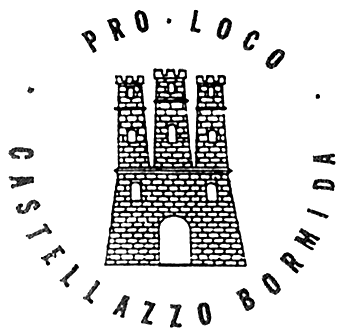 PRO · LOCO
· CASTELLAZZO BORMIDA ·